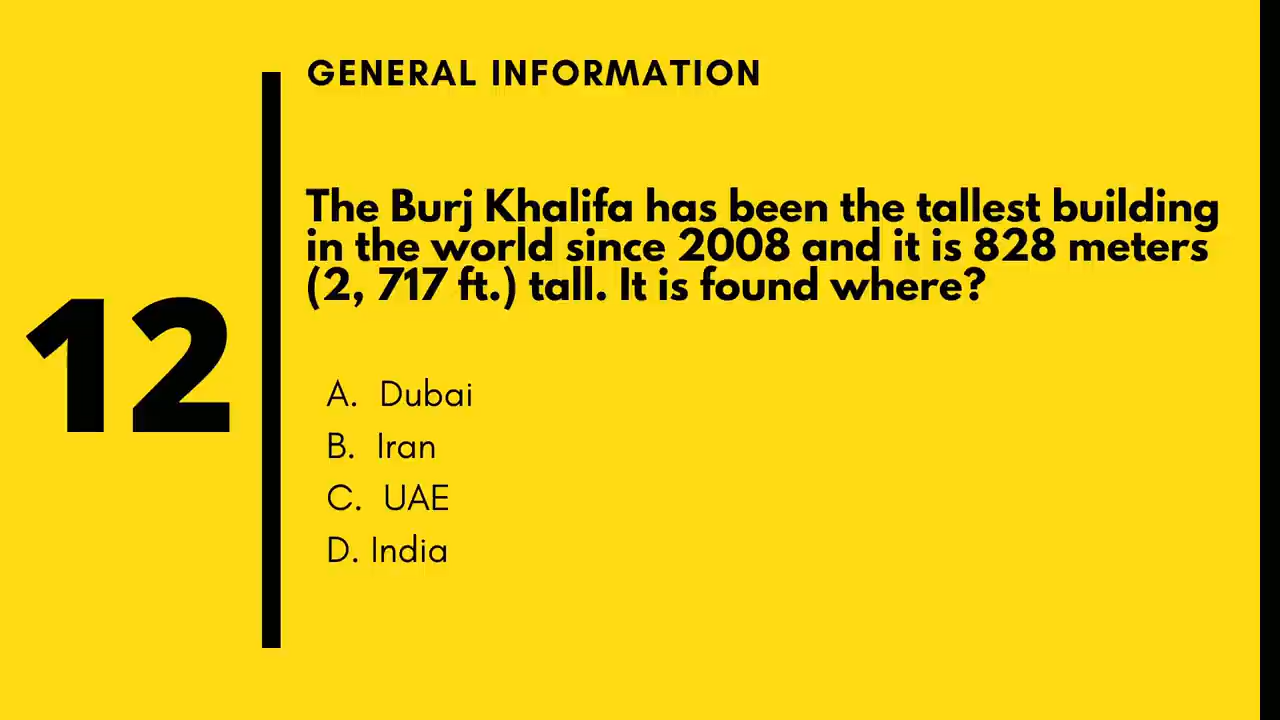 GENERAL INFORMATION
The Burj Khalifa has been the tallest building
in the world since 2008 and it is 828 meters
(2, 717 ft.) tall. It is found where?
12
A. Dubai
B. Iran
C. UAE
D. India